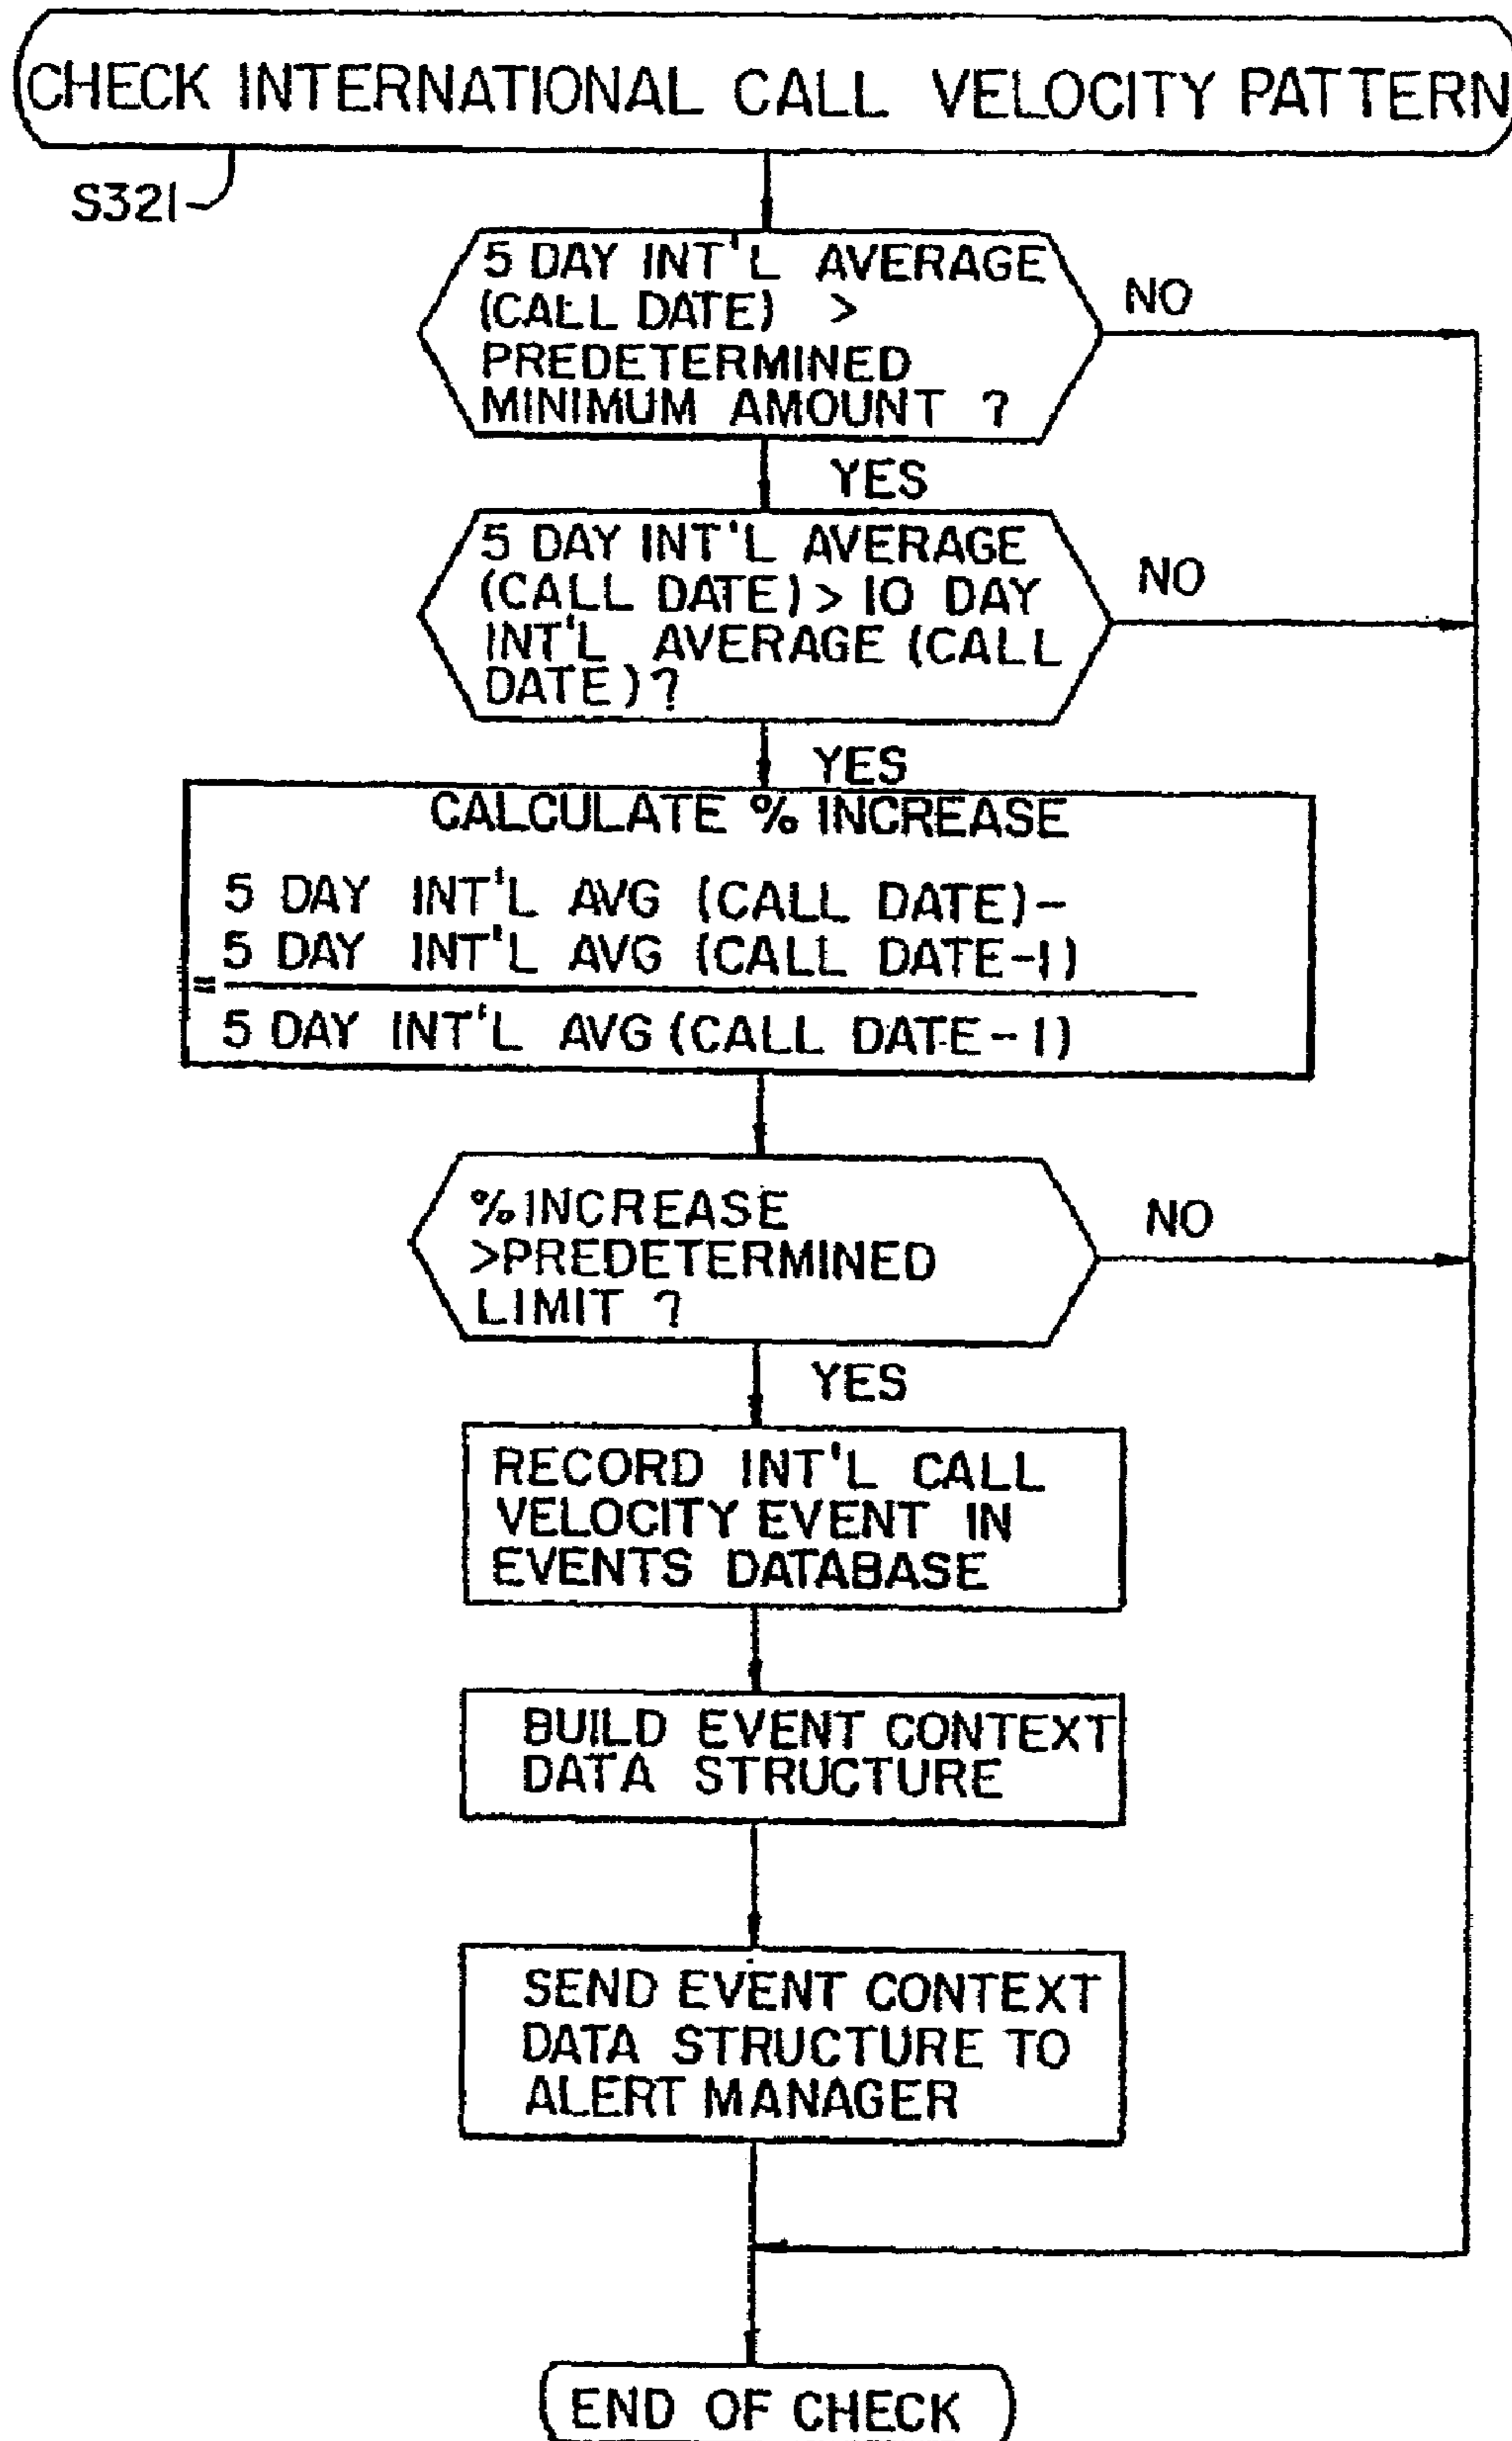 CHECK INTERNATIONAL CALL VELOCITY PATTERN
S321
5 DAY INT'L AVERAGE
(CALL DATE) >
PREDETERMINED
MINIMUM AMOUNT ?
NO
YES
5 DAY INT'L AVERAGE
(CALL DATE) > 10 DAY
INT'L AVERAGE (CALL
DATE) ?
NO
YES
CALCULATE % INCREASE
5 DAY INT'L AVG (CALL DATE) -
5 DAY INT'L AVG (CALL DATE-1)
=
5 DAY INT'L AVG (CALL DATE-1)
% INCREASE
>PREDETERMINED
LIMIT ?
NO
YES
RECORD INT'L CALL
VELOCITY EVENT IN
EVENTS DATABASE
BUILD EVENT CONTEXT
DATA STRUCTURE
SEND EVENT CONTEXT
DATA STRUCTURE TO
ALERT MANAGER
END OF CHECK